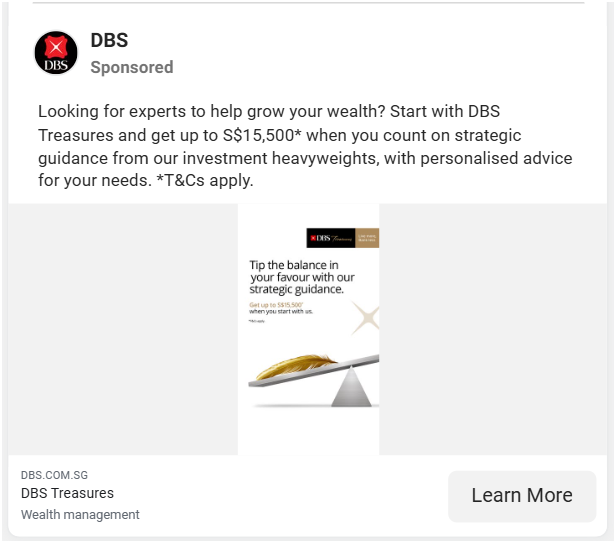 DBS
DBS
Sponsored
Looking for experts to help grow your wealth? Start with DBS
Treasures and get up to S$15,500* when you count on strategic
guidance from our investment heavyweights, with personalised advice
for your needs. *T&Cs apply.
DBS Treasures
Tip the balance in
your favour with our
strategic guidance.
Get up to S$15,500*
when you start with us.
DBS.COM.SG
DBS Treasures
Wealth management
Learn More